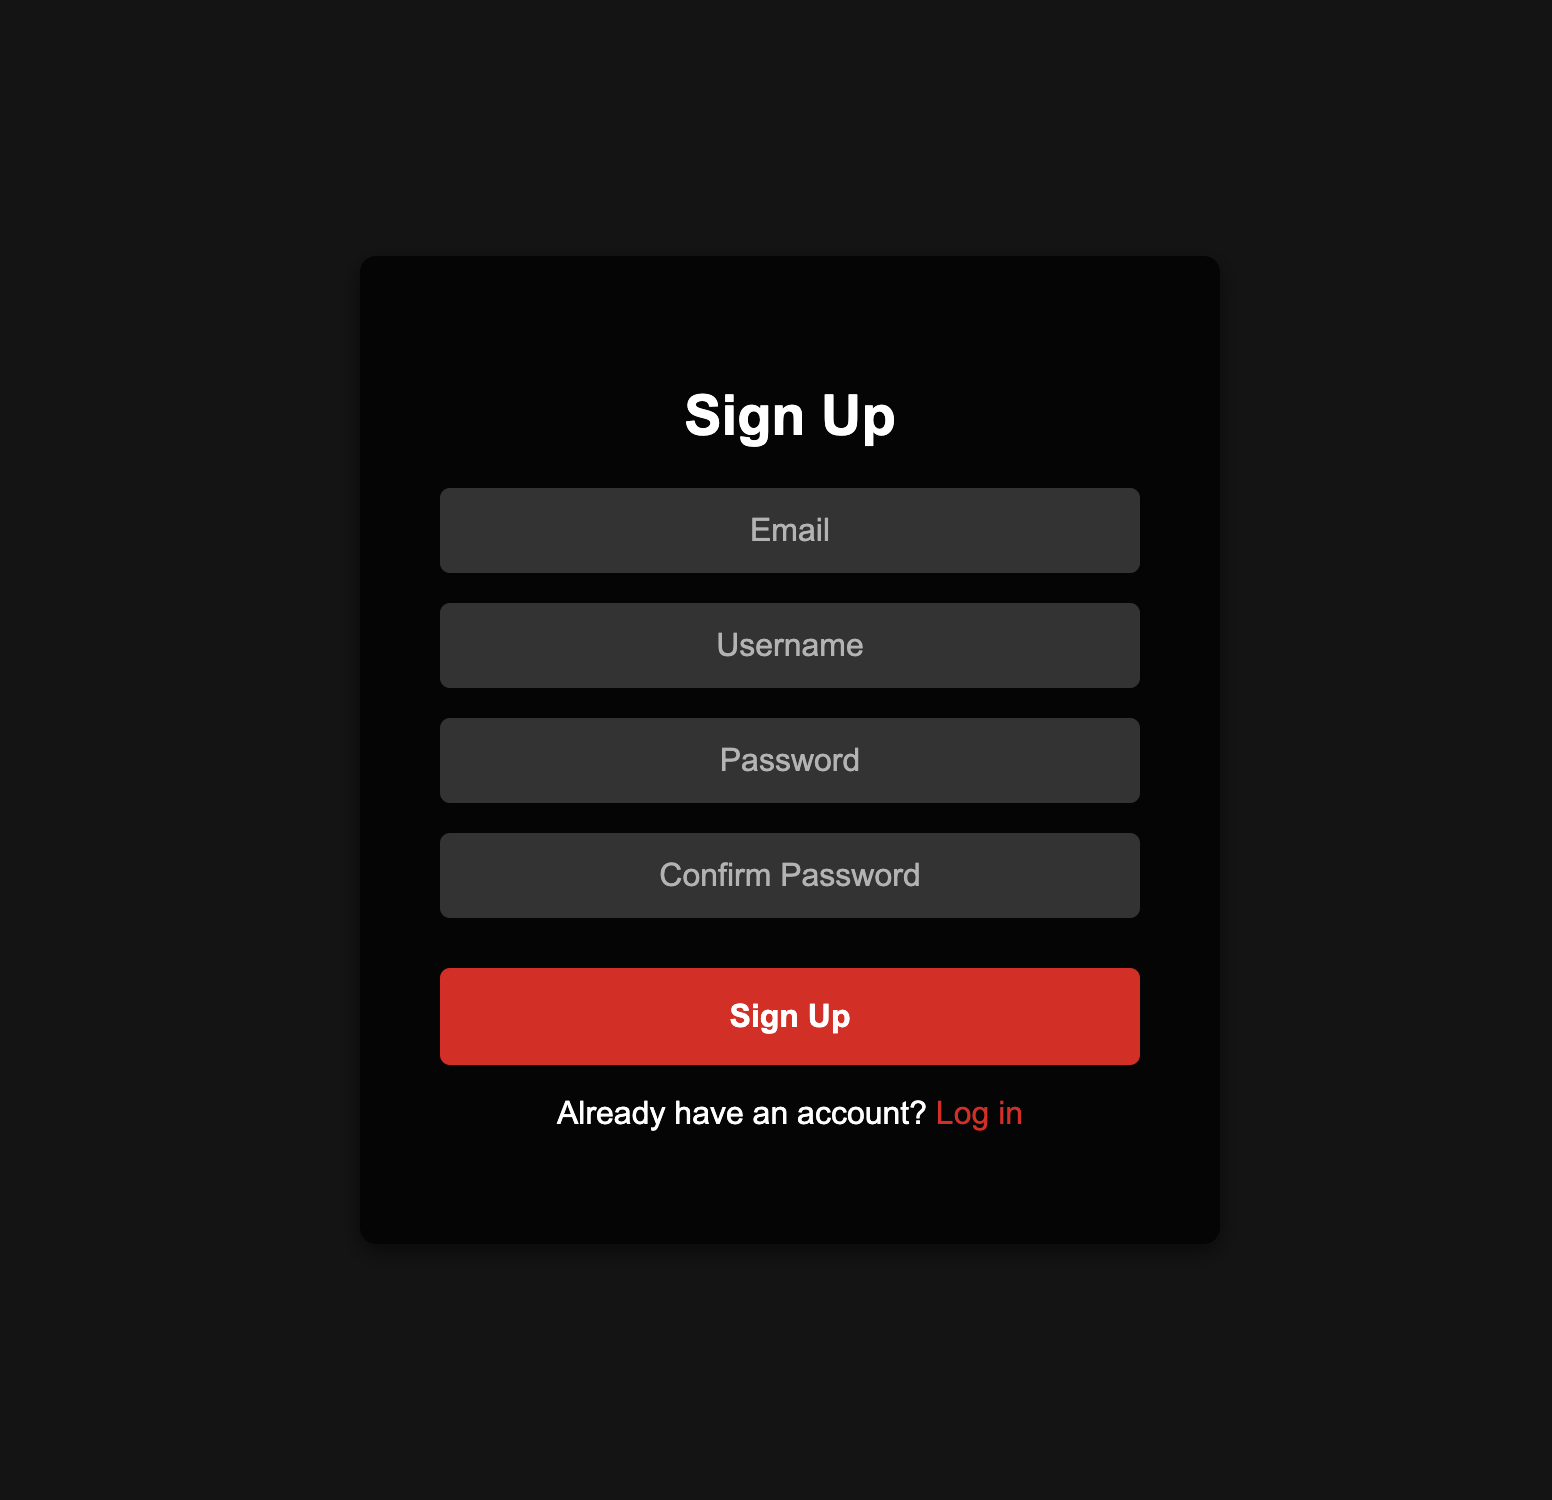 Sign Up
Email
Username
Password
Confirm Password
Sign Up
Already have an account? Log in